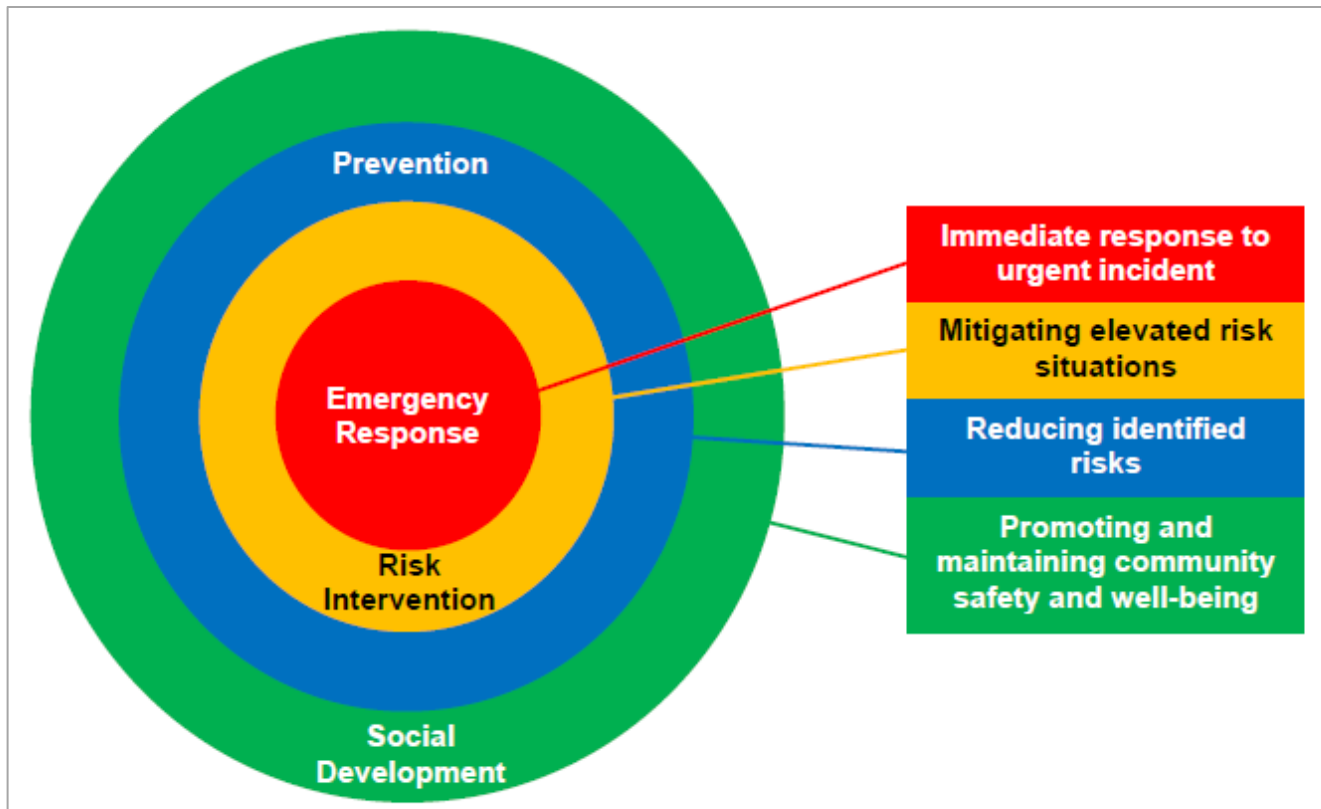 Prevention
Emergency
Response
Risk
Intervention
Social
Development
Immediate response to
urgent incident
Mitigating elevated risk
situations
Reducing identified
risks
Promoting and
maintaining community
safety and well-being